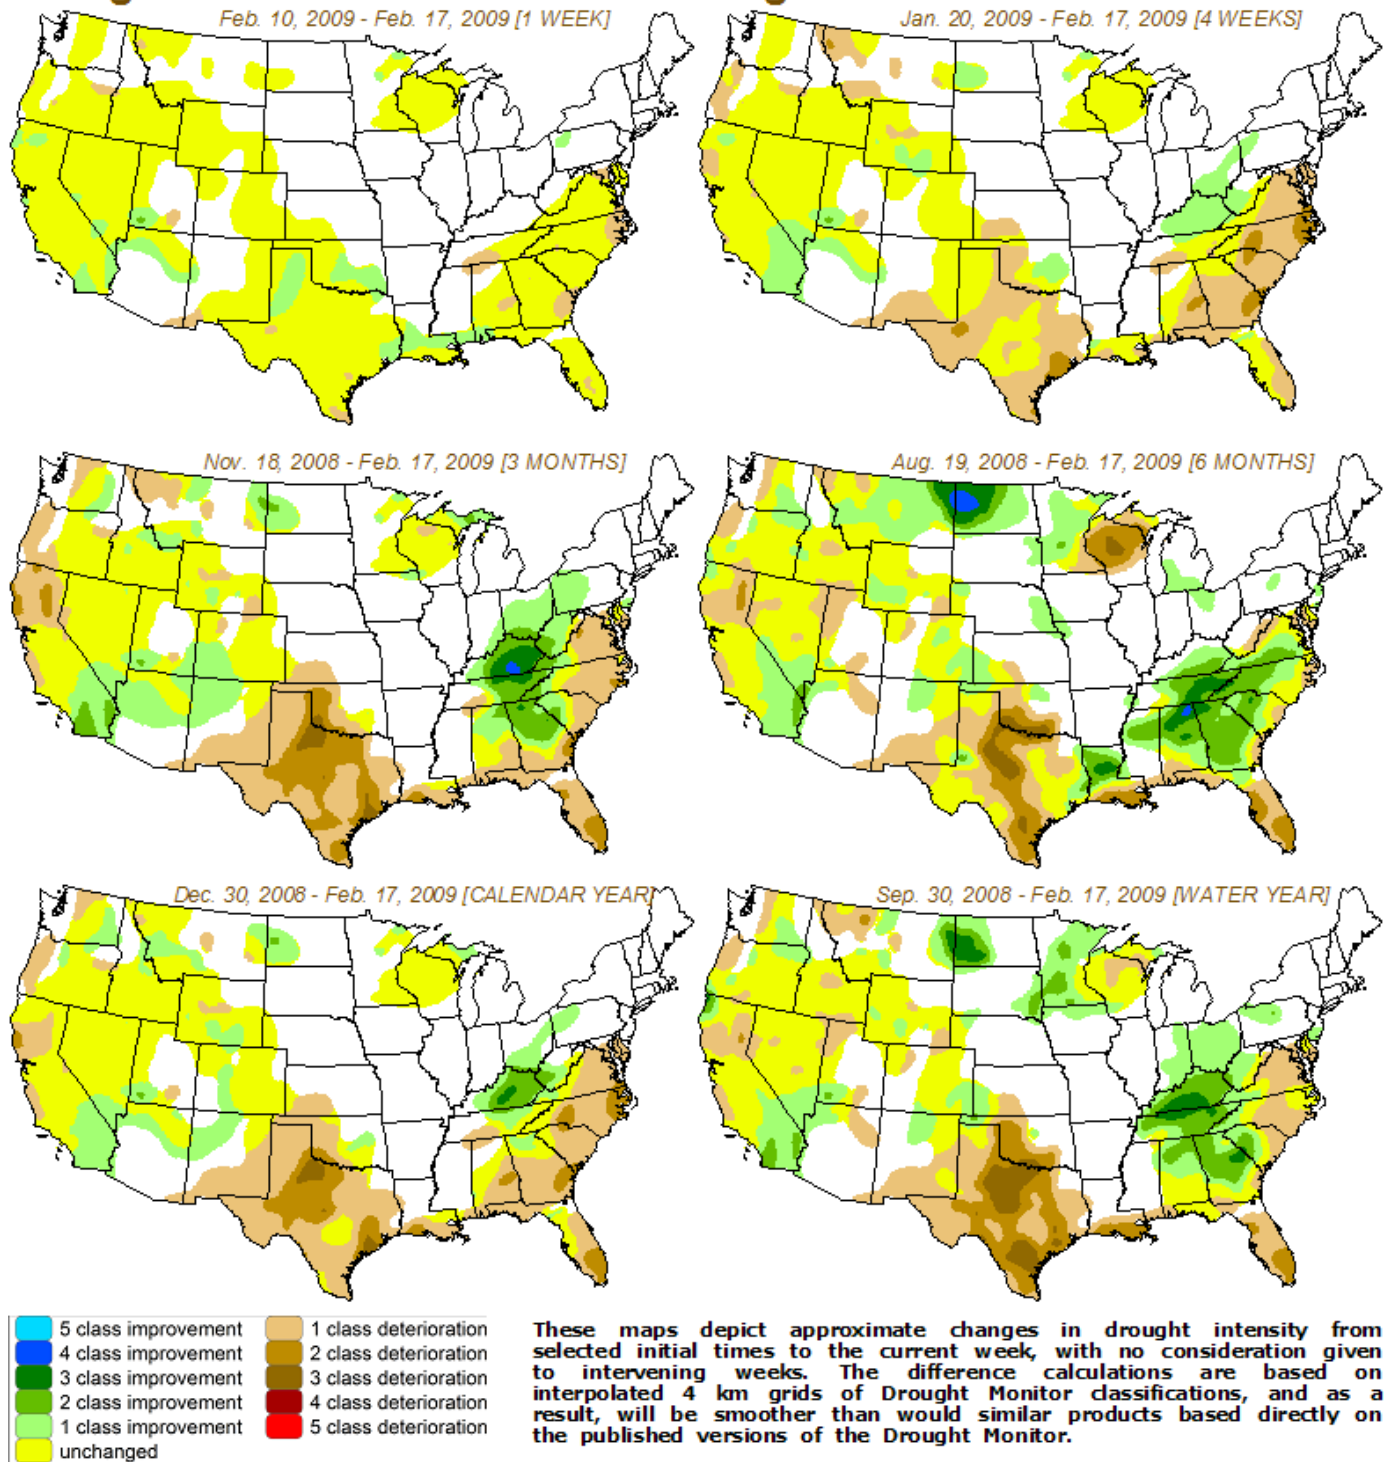 Feb. 10, 2009 - Feb. 17, 2009 [1 WEEK]
Jan. 20, 2009 - Feb. 17, 2009 [4 WEEKS]
Nov. 18, 2008 - Feb. 17, 2009 [3 MONTHS]
Aug. 19, 2008 - Feb. 17, 2009 [6 MONTHS]
Dec. 30, 2008 - Feb. 17, 2009 [CALENDAR YEAR]
Sep. 30, 2008 - Feb. 17, 2009 [WATER YEAR]
5 class improvement
4 class improvement
3 class improvement
2 class improvement
1 class improvement
unchanged
1 class deterioration
2 class deterioration
3 class deterioration
4 class deterioration
5 class deterioration
These maps depict approximate changes in drought intensity from
selected initial times to the current week, with no consideration given
to intervening weeks. The difference calculations are based on
interpolated 4 km grids of Drought Monitor classifications, and as a
result, will be smoother than would similar products based directly on
the published versions of the Drought Monitor.